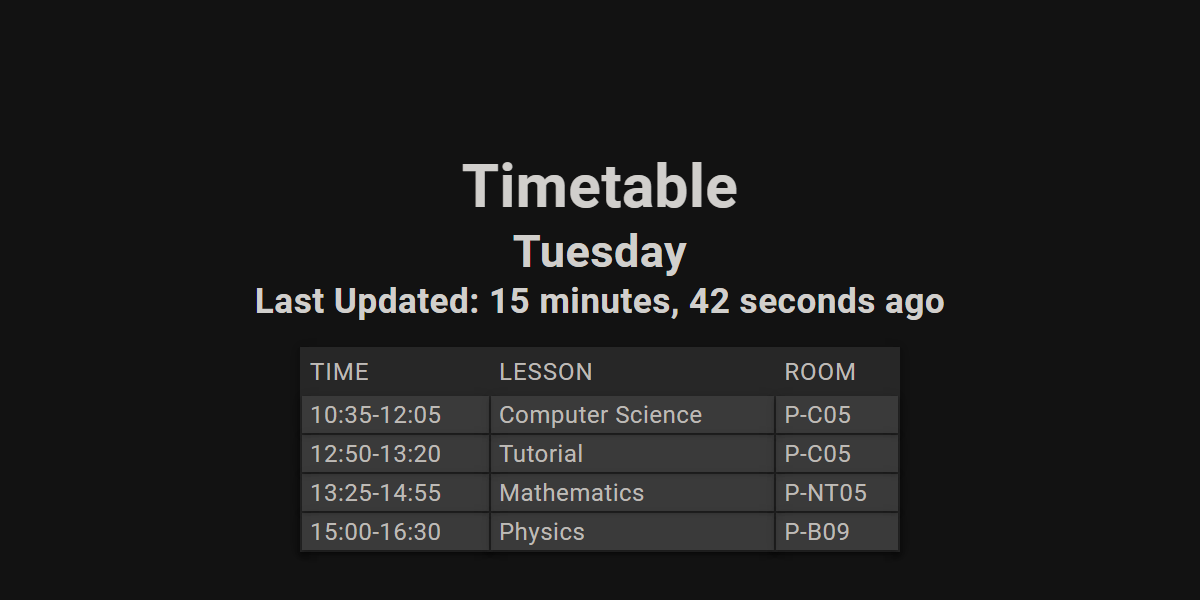 Timetable
Tuesday
Last Updated: 15 minutes, 42 seconds ago
TIME LESSON ROOM
10:35-12:05 Computer Science P-C05
12:50-13:20 Tutorial P-C05
13:25-14:55 Mathematics P-NT05
15:00-16:30 Physics P-B09